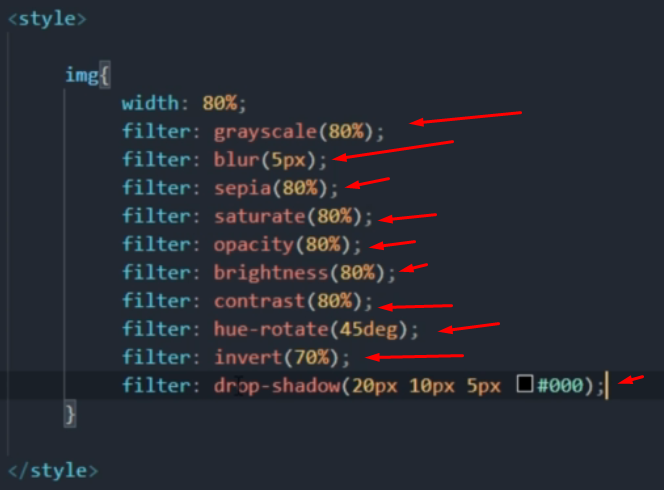 <style>
img{
width: 80%;
filter: grayscale(80%);
filter: blur(5px);
filter: sepia(80%);
filter: saturate(80%);
filter: opacity(80%);
filter: brightness(80%);
filter: contrast(80%);
filter: hue-rotate(45deg);
filter: invert(70%);
filter: drop-shadow(20px 10px 5px #000);
}
</style>